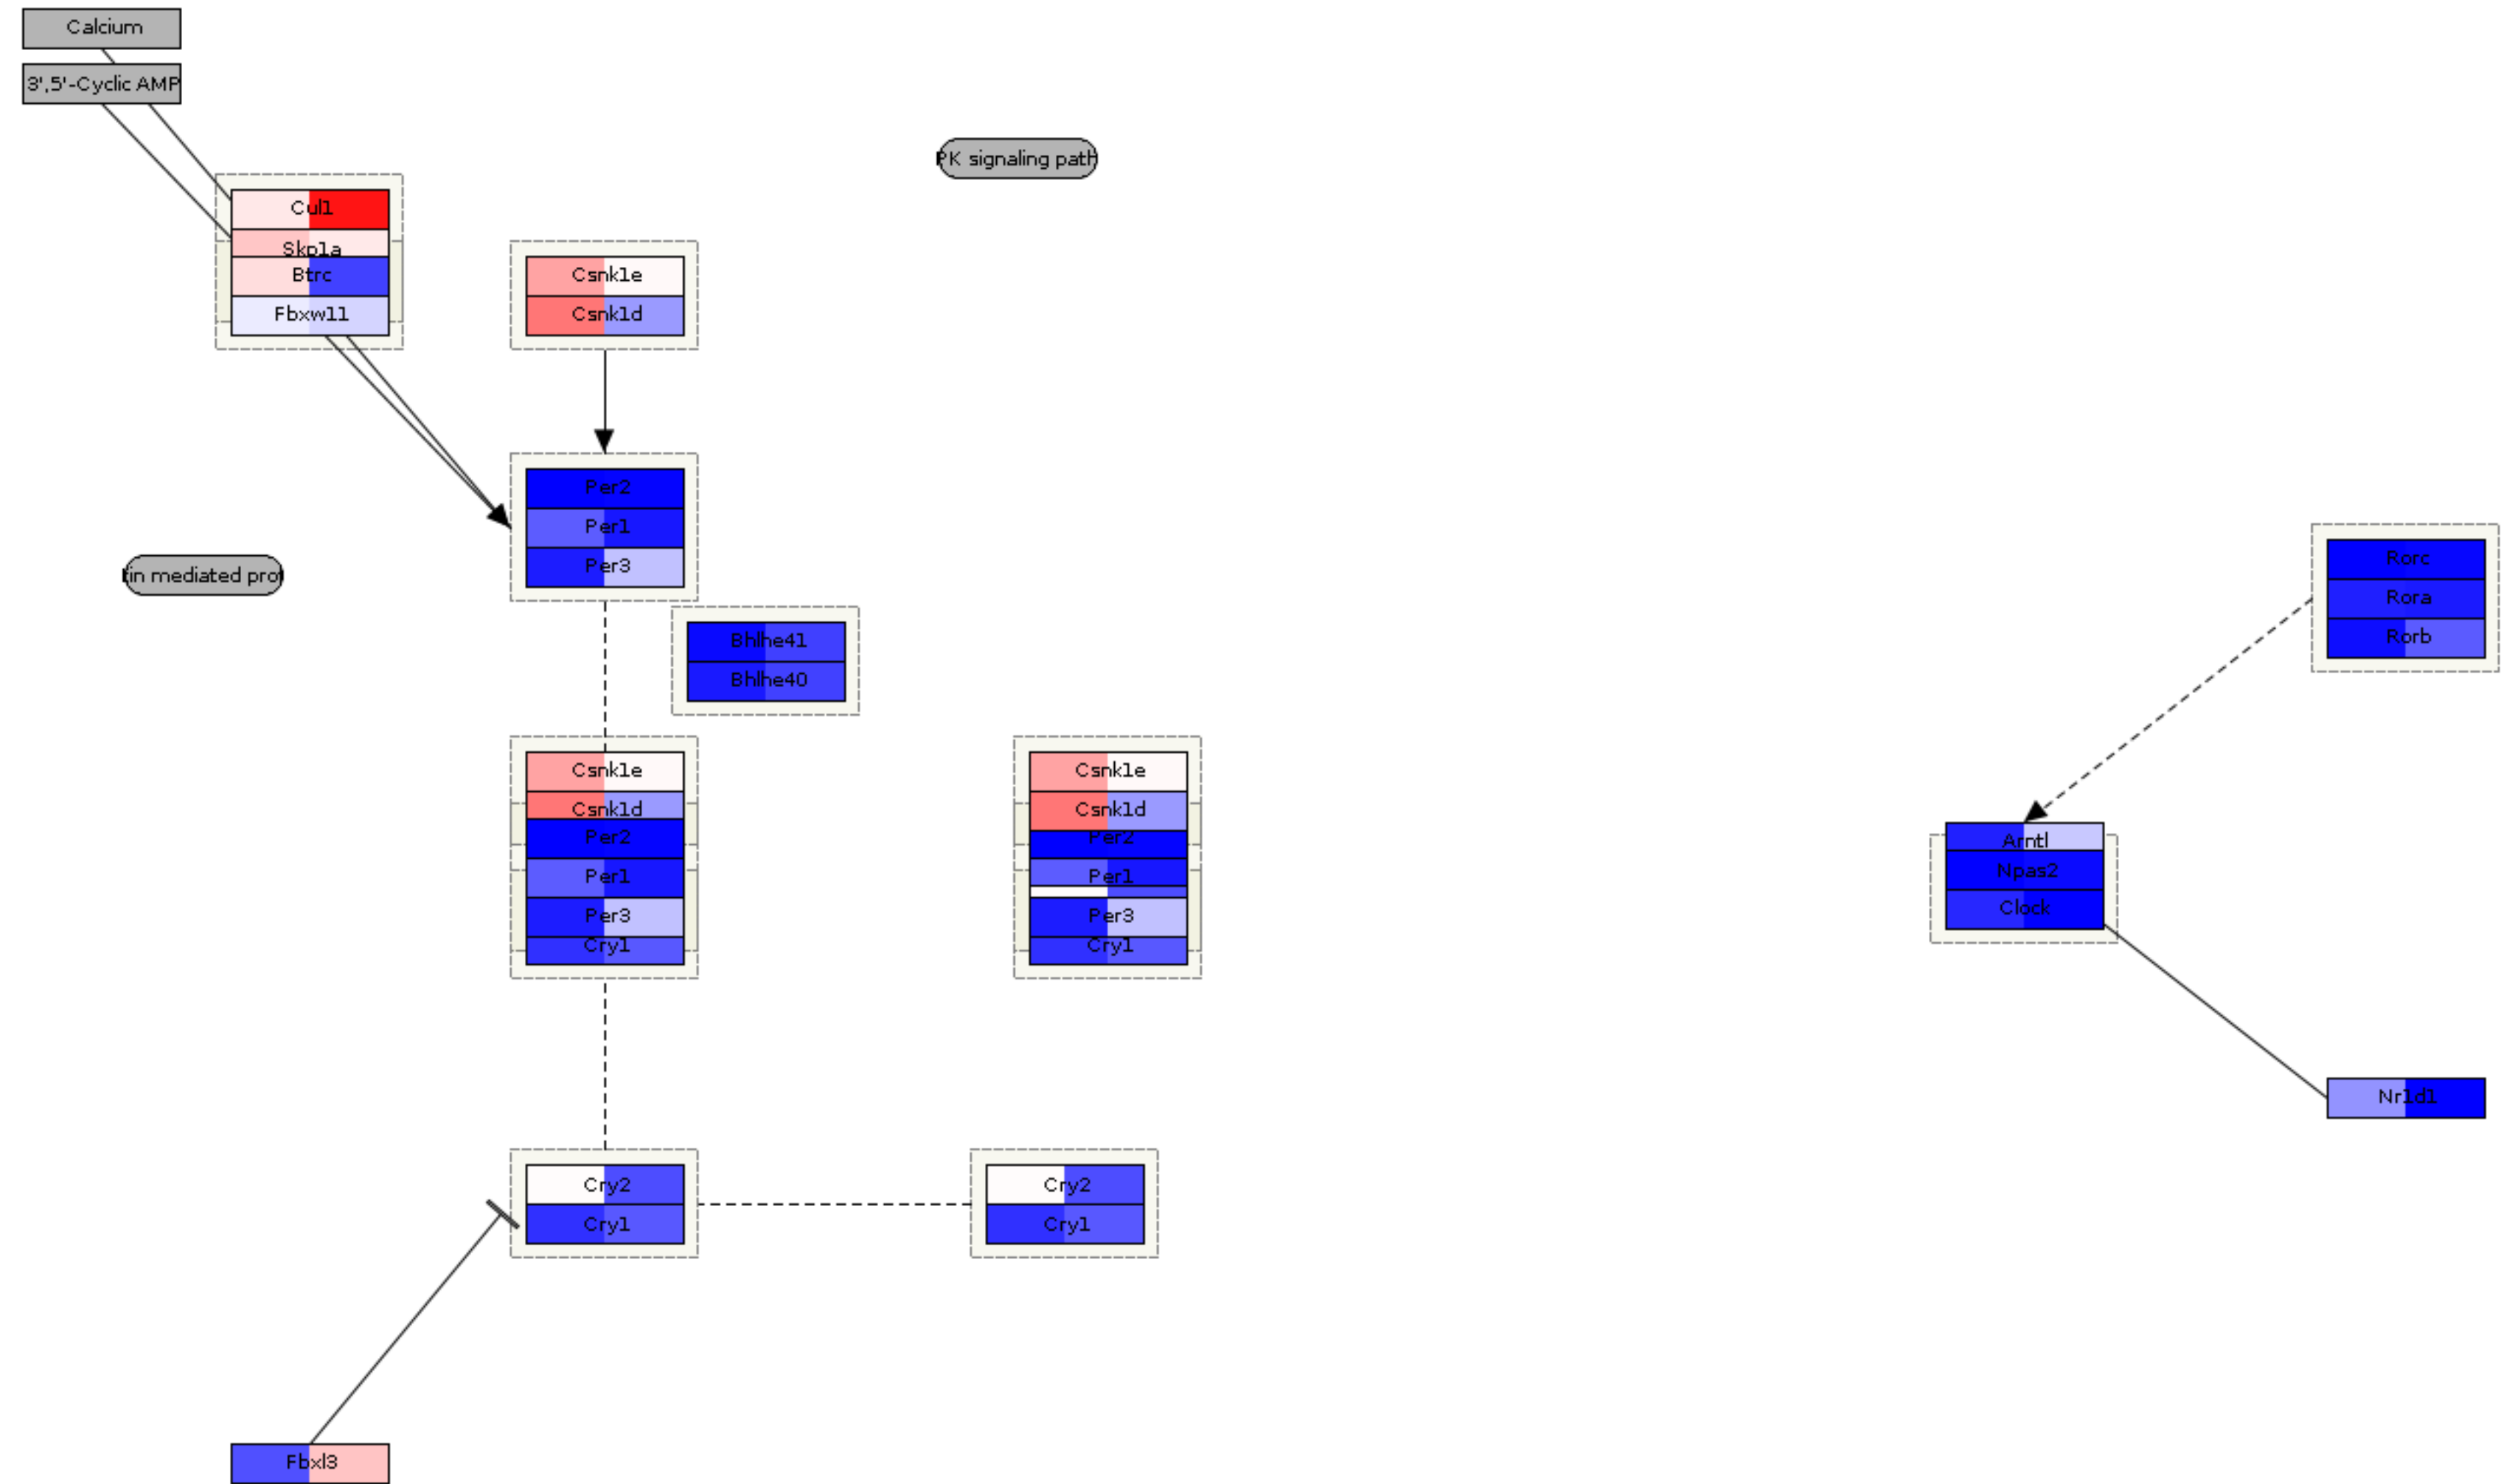 Calcium
3',5'-Cyclic AMP
PK signaling path
Cul1
Skp1a
Btrc
Fbxw11
Csnk1e
Csnk1d
Per2
Per1
Per3
tin mediated prot
Bhlhe41
Bhlhe40
Rorc
Rora
Rorb
Csnk1e
Csnk1d
Per2
Per1
Per3
Cry1
Csnk1e
Csnk1d
Per2
Per1
Per3
Cry1
Arntl
Npas2
Clock
Nr1d1
Cry2
Cry1
Cry2
Cry1
Fbxl3